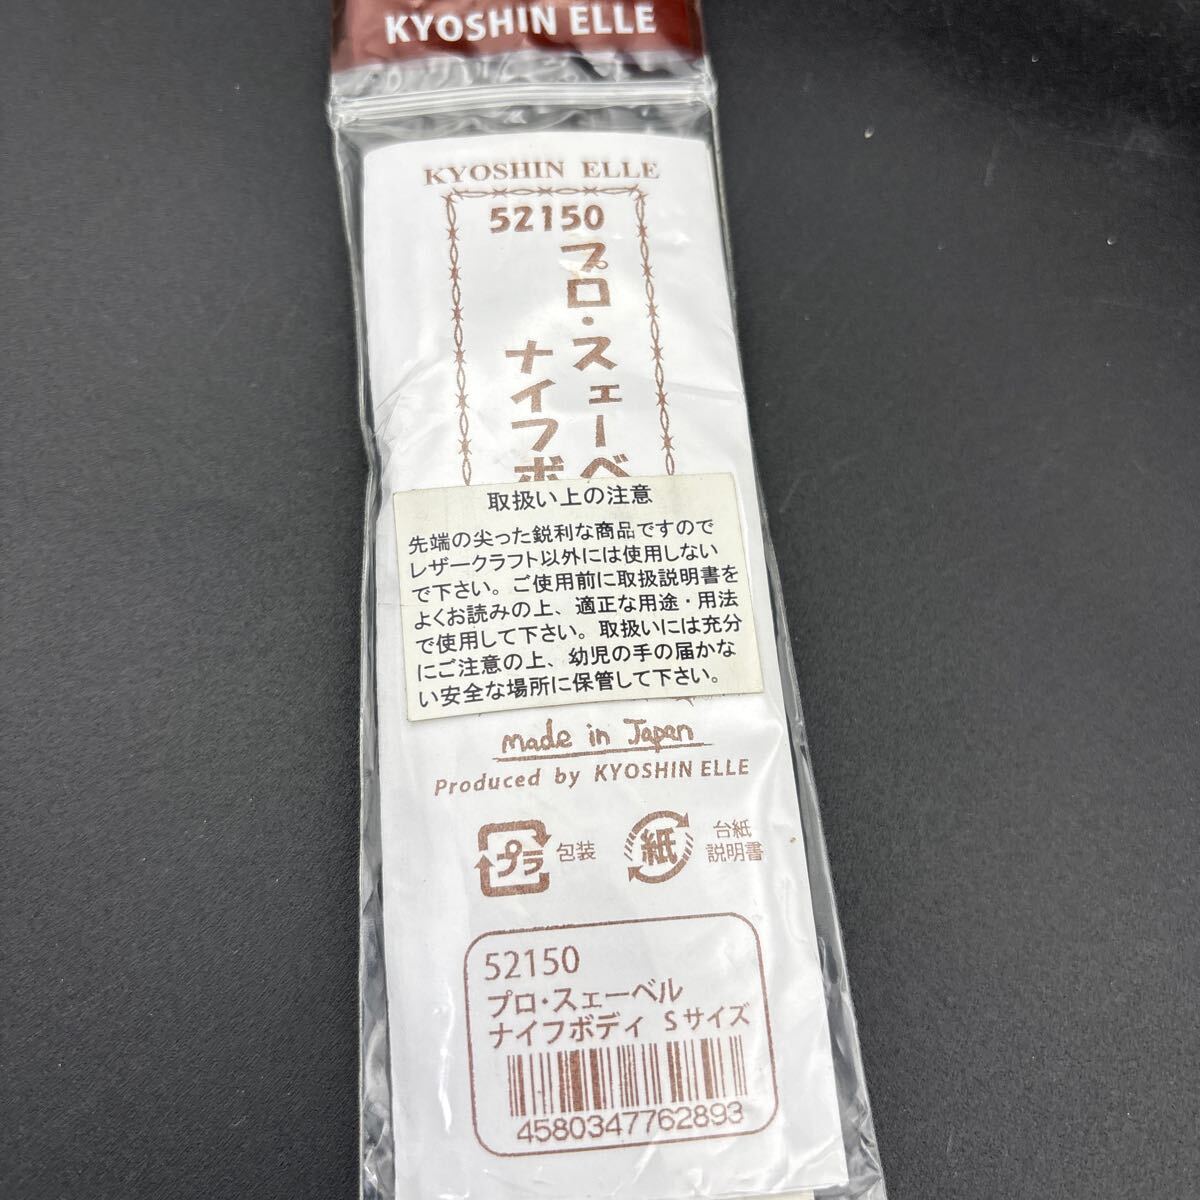 KYOSHIN ELLE
KYOSHIN ELLE
52150
プロ・スェーベ
ナイフボ
取扱い上の注意
先端の尖った鋭利な商品ですので
レザークラフト以外には使用しない
で下さい。ご使用前に取扱説明書を
よくお読みの上、適正な用途・用法
で使用して下さい。取扱いには充分
にご注意の上、幼児の手の届かな
い安全な場所に保管して下さい。
made in Japan
Produced by KYOSHIN ELLE
プラ 包装
紙 台紙
説明書
52150
プロ・スェーベル
ナイフボディ Sサイズ
4580347762893